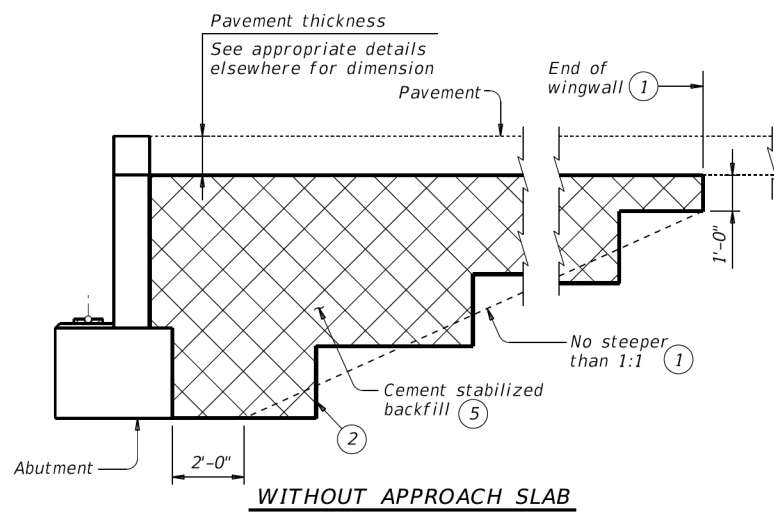 Pavement thickness
See appropriate details
elsewhere for dimension
Pavement
End of
wingwall 1
1'-0"
No steeper
than 1:1 1
Cement stabilized
backfill 5
2
Abutment
2'-0"
WITHOUT APPROACH SLAB